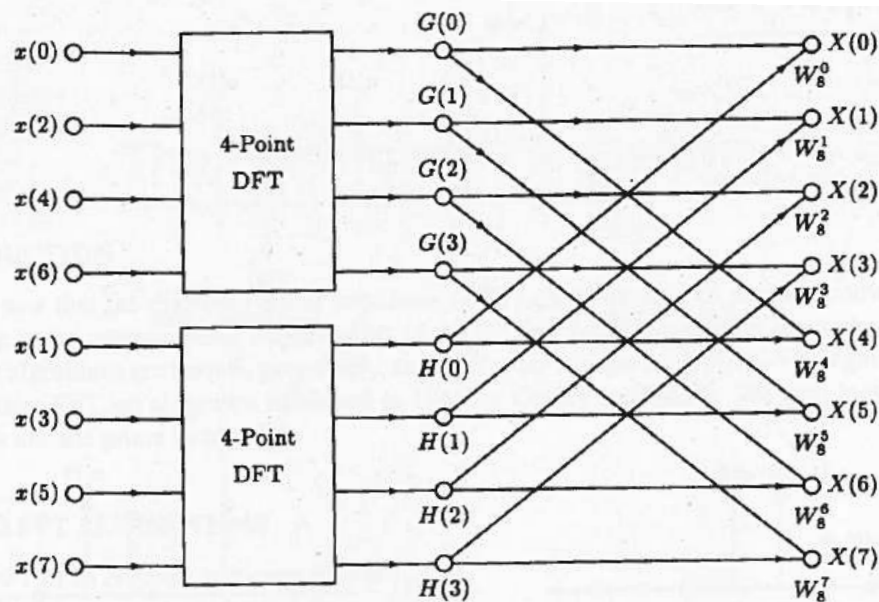 G(0)
x(0)
X(0)
W_8^0
G(1)
x(2)
X(1)
W_8^1
4-Point
DFT
G(2)
x(4)
X(2)
W_8^2
G(3)
x(6)
X(3)
W_8^3
x(1)
H(0)
X(4)
W_8^4
x(3)
H(1)
X(5)
W_8^5
4-Point
DFT
x(5)
H(2)
X(6)
W_8^6
x(7)
H(3)
X(7)
W_8^7